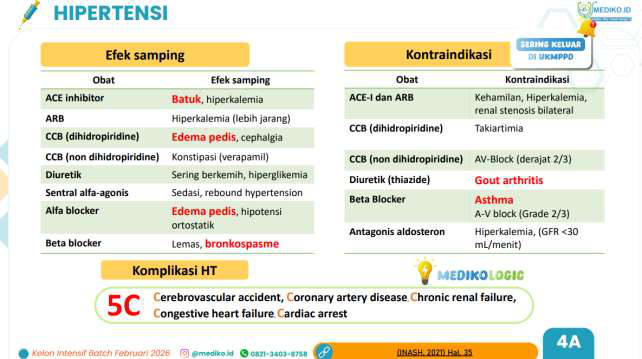 HIPERTENSI
MEDIKO.ID
SERING KELUAR
DI UKMPPD
Efek samping
Obat Efek samping
ACE inhibitor Batuk, hiperkalemia
ARB Hiperkalemia (lebih jarang)
CCB (dihidropiridine) Edema pedis, cephalgia
CCB (non dihidropiridine) Konstipasi (verapamil)
Diuretik Sering berkemih, hiperglikemia
Sentral alfa-agonis Sedasi, rebound hypertension
Alfa blocker Edema pedis, hipotensi
ortostatik
Beta blocker Lemas, bronkospasme
Kontraindikasi
Obat Kontraindikasi
ACE-I dan ARB Kehamilan, Hiperkalemia,
renal stenosis bilateral
CCB (dihidropiridine) Takiartimia
CCB (non dihidropiridine) AV-Block (derajat 2/3)
Diuretik (thiazide) Gout arthritis
Beta Blocker Asthma
A-V block (Grade 2/3)
Antagonis aldosteron Hiperkalemia, (GFR <30
mL/menit)
Komplikasi HT
MEDIKOLOGIC
5C Cerebrovascular accident, Coronary artery disease Chronic renal failure,
Congestive heart failure Cardiac arrest
Kelon Intensif Batch Februari 2026 @mediko.id 0821-3403-8758 (INASH, 2021) Hal. 35
4A